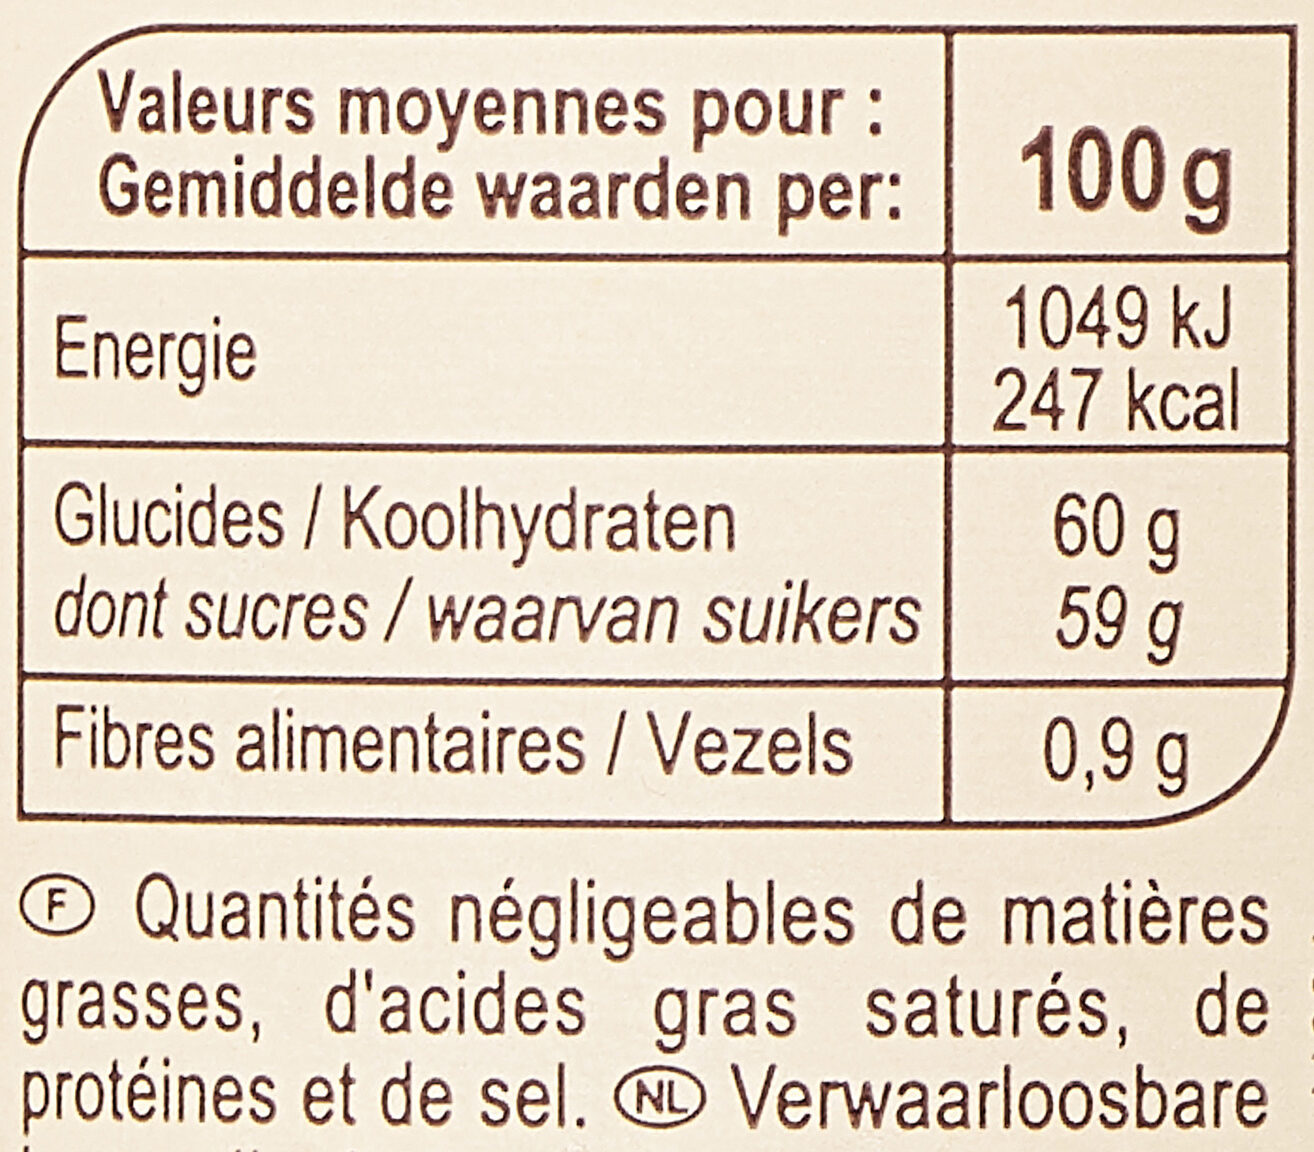 Valeurs moyennes pour :
Gemiddelde waarden per:
100 g
Energie
1049 kJ
247 kcal
Glucides / Koolhydraten
60 g
dont sucres / waarvan suikers
59 g
Fibres alimentaires / Vezels
0,9 g
F Quantités négligeables de matières
grasses, d'acides gras saturés, de
protéines et de sel. NL Verwaarloosbare